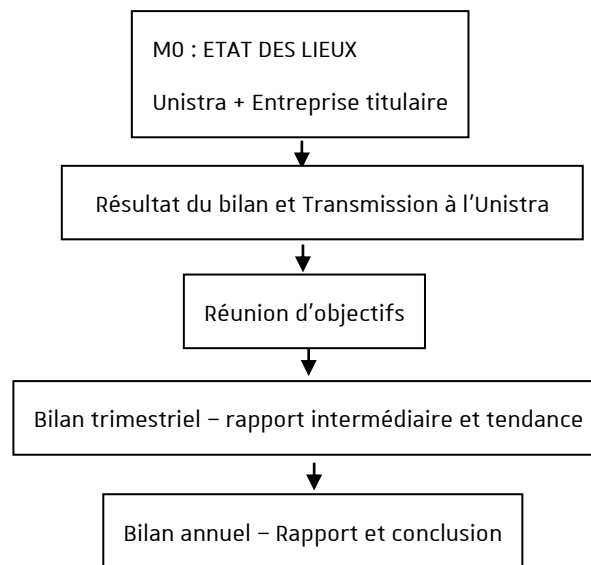 M0 : ETAT DES LIEUX
Unistra + Entreprise titulaire
Résultat du bilan et Transmission à l'Unistra
Réunion d'objectifs
Bilan trimestriel – rapport intermédiaire et tendance
Bilan annuel – Rapport et conclusion